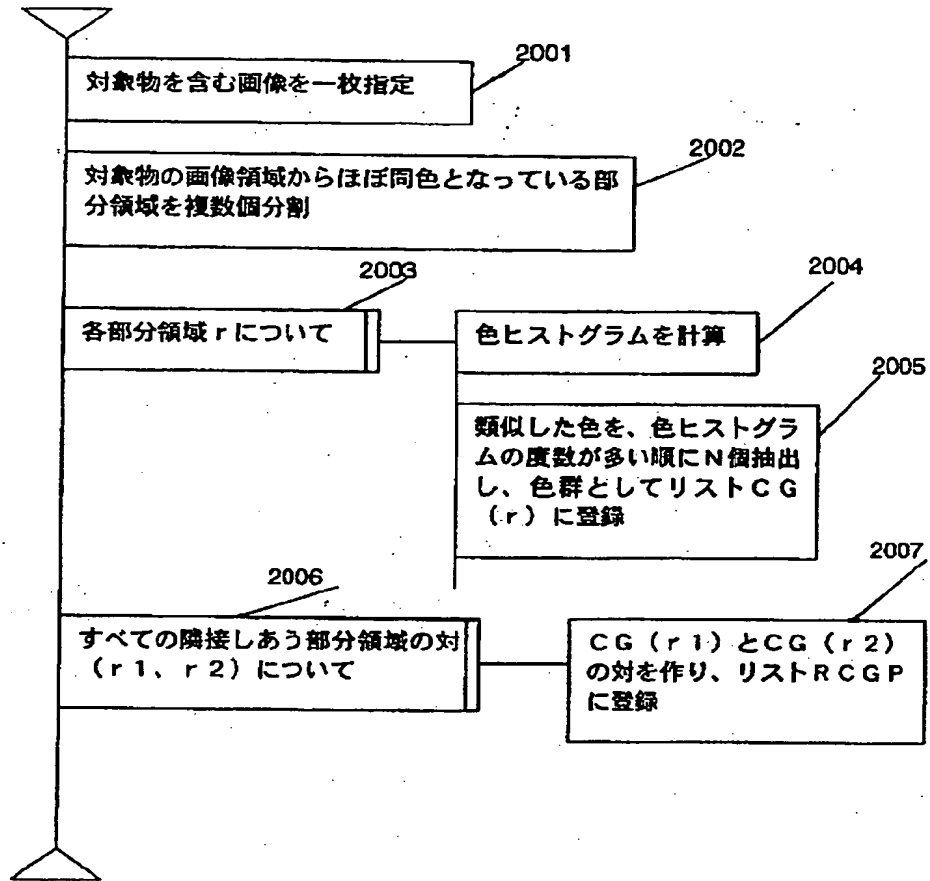 2001
対象物を含む画像を一枚指定
2002
対象物の画像領域からほぼ同色となっている部
分領域を複数個分割
2003
各部分領域rについて
2004
色ヒストグラムを計算
2005
類似した色を、色ヒストグラ
ムの度数が多い順にN個抽出
し、色群としてリストCG
(r)に登録
2006
すべての隣接しあう部分領域の対
(r1、r2)について
2007
CG(r1)とCG(r2)
の対を作り、リストRCGP
に登録